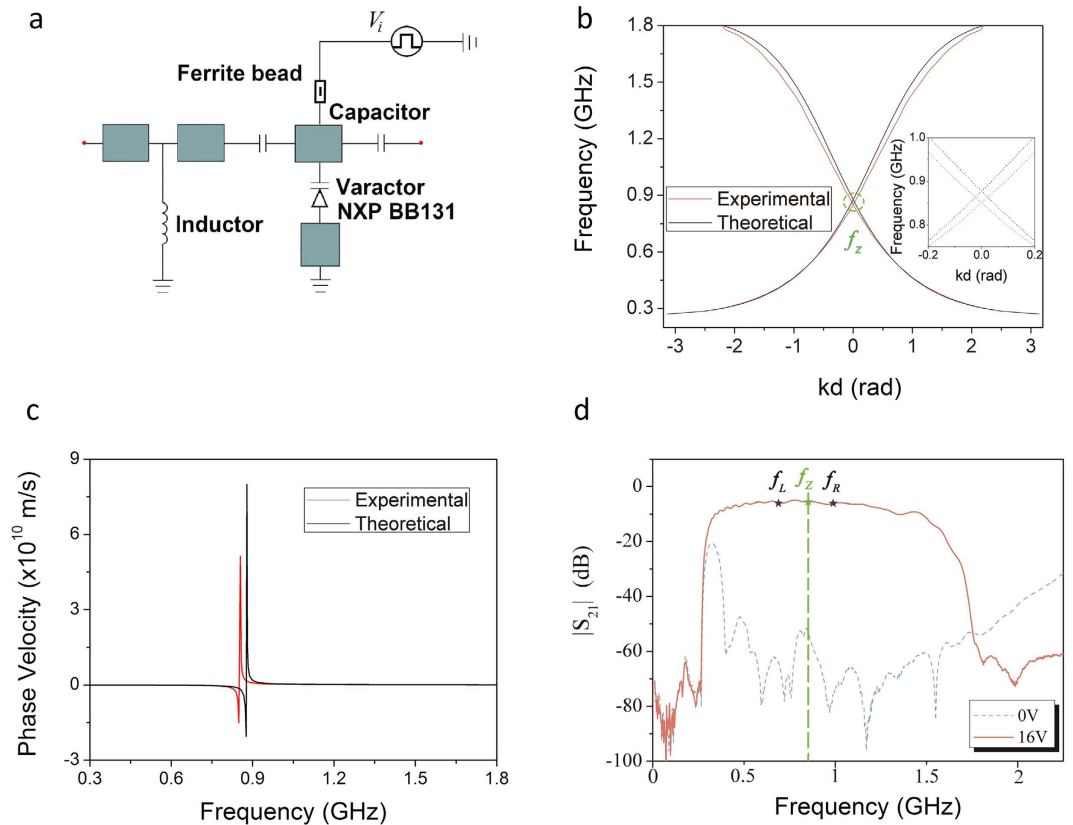 a
V_i
Ferrite bead
Capacitor
Varactor
NXP BB131
Inductor
b
Frequency (GHz)
1.8
1.5
1.2
0.9
0.6
0.3
-3 -2 -1 0 1 2 3
kd (rad)
Experimental
Theoretical
f_z
Frequency (GHz)
1.0
0.9
0.8
-0.2 0.0 0.2
kd (rad)
c
Phase Velocity (x10^10 m/s)
9
6
3
0
-3
0.3 0.6 0.9 1.2 1.5 1.8
Frequency (GHz)
Experimental
Theoretical
d
|S_21| (dB)
0
-20
-40
-60
-80
-100
0 0.5 1 1.5 2
Frequency (GHz)
f_L f_Z f_R
0V
16V